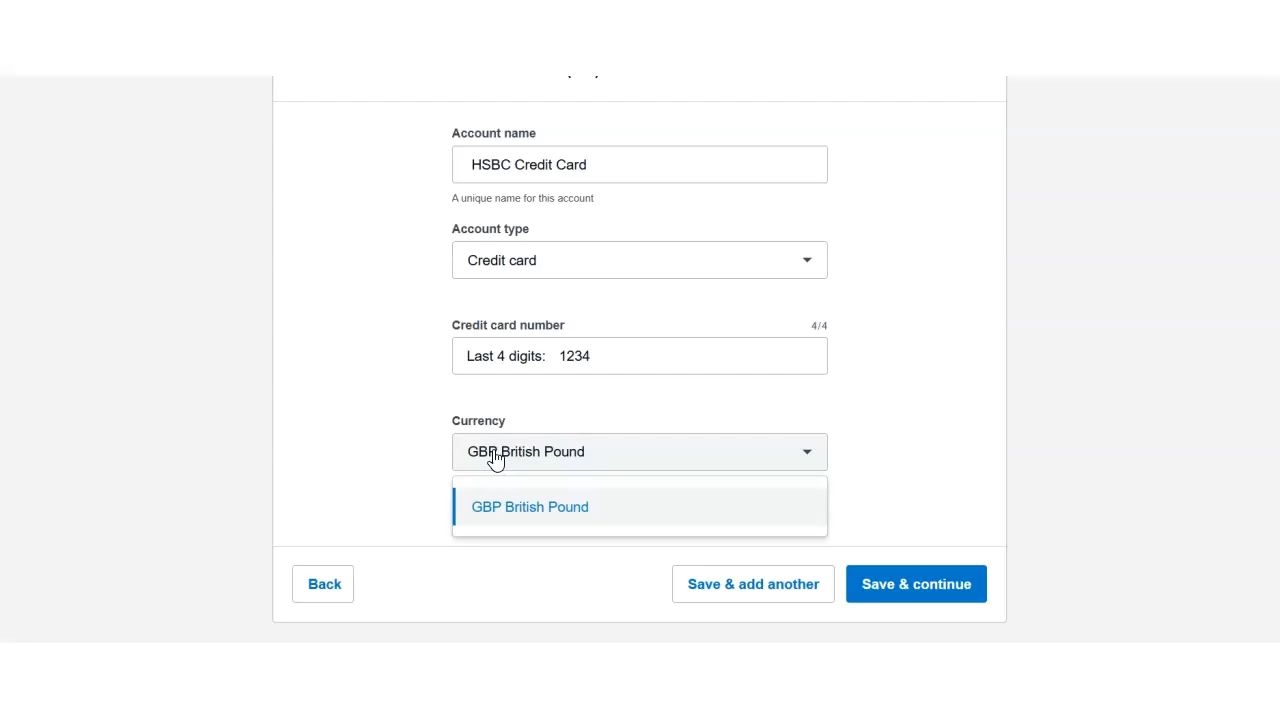 Account name
HSBC Credit Card
A unique name for this account
Account type
Credit card
Credit card number 4/4
Last 4 digits: 1234
Currency
GBP British Pound
GBP British Pound
Back Save & add another Save & continue